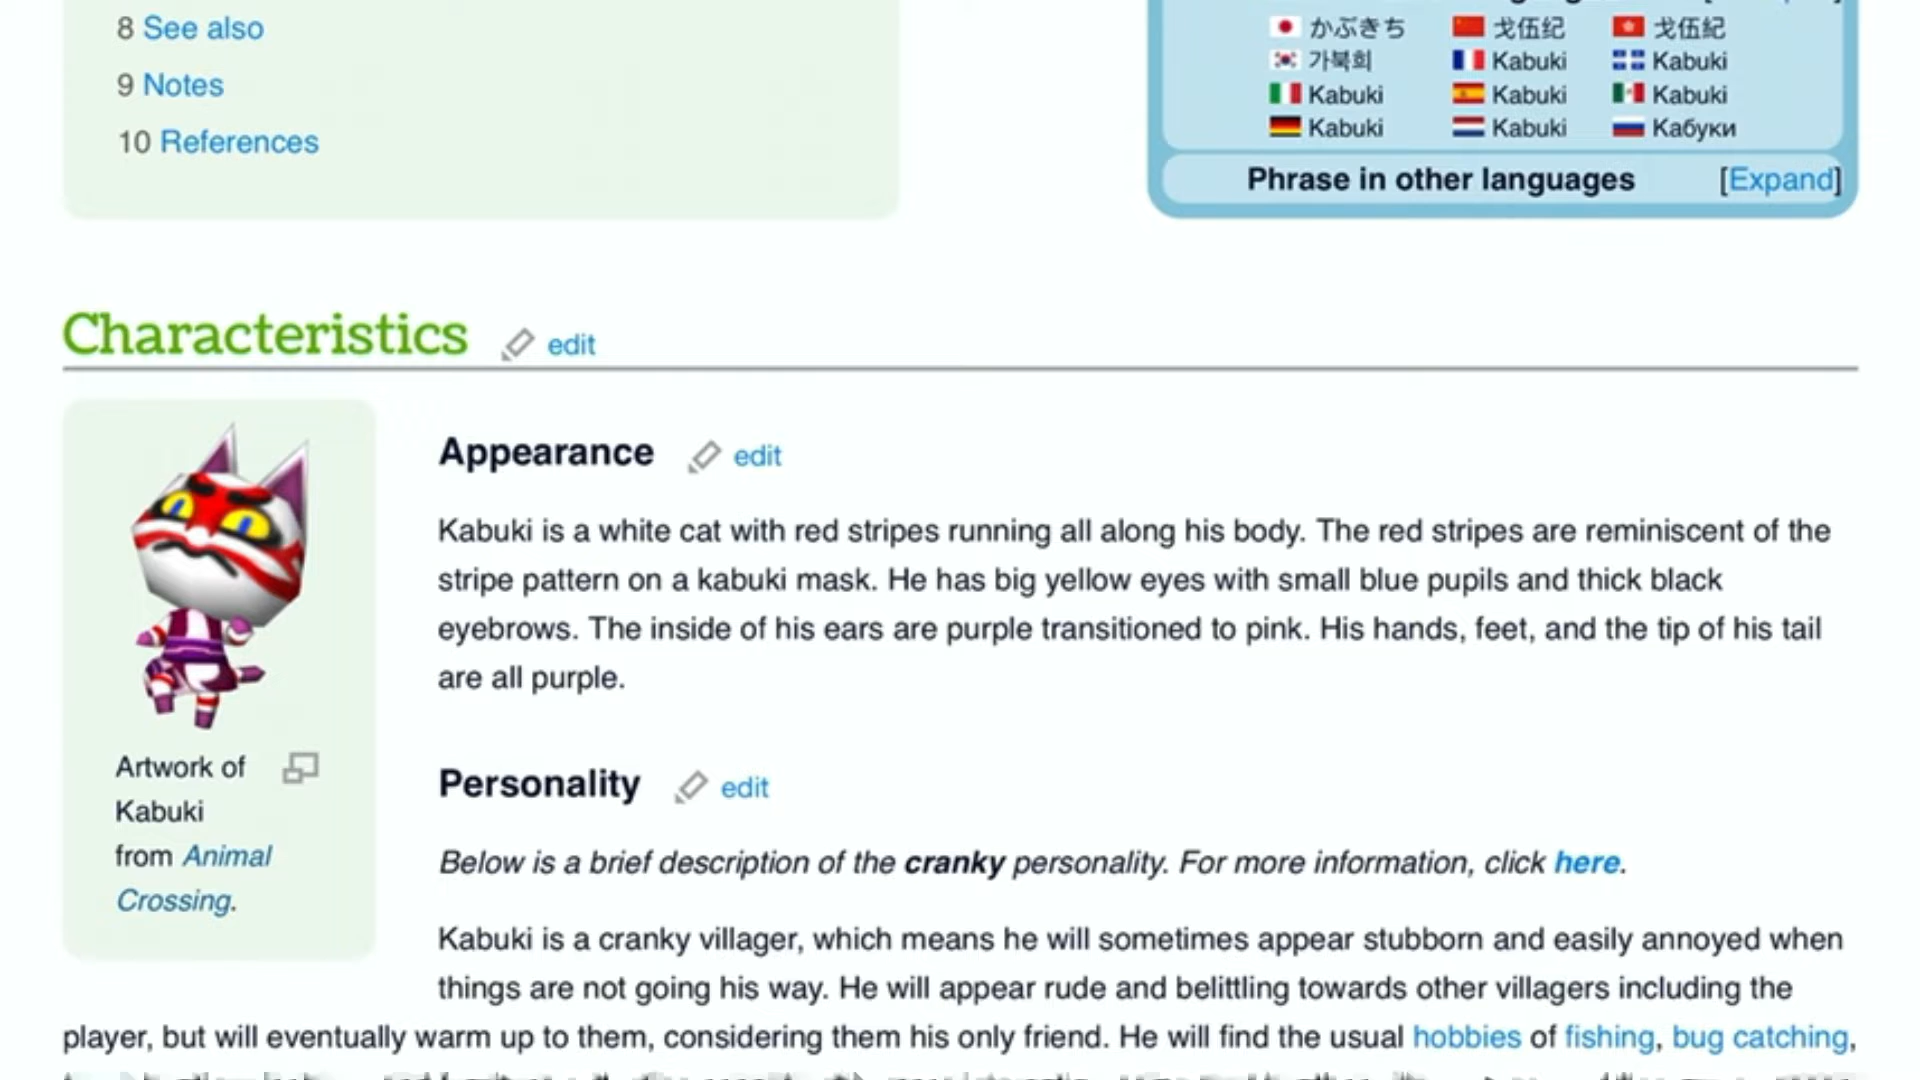 8 See also
9 Notes
10 References
かぶきち 戈伍纪 戈伍紀
가북희 Kabuki Kabuki
Kabuki Kabuki Kabuki
Kabuki Kabuki Кабуки
Phrase in other languages [Expand]
Characteristics edit
Artwork of
Kabuki
from Animal
Crossing.
Appearance edit
Kabuki is a white cat with red stripes running all along his body. The red stripes are reminiscent of the
stripe pattern on a kabuki mask. He has big yellow eyes with small blue pupils and thick black
eyebrows. The inside of his ears are purple transitioned to pink. His hands, feet, and the tip of his tail
are all purple.
Personality edit
Below is a brief description of the cranky personality. For more information, click here.
Kabuki is a cranky villager, which means he will sometimes appear stubborn and easily annoyed when
things are not going his way. He will appear rude and belittling towards other villagers including the
player, but will eventually warm up to them, considering them his only friend. He will find the usual hobbies of fishing, bug catching,